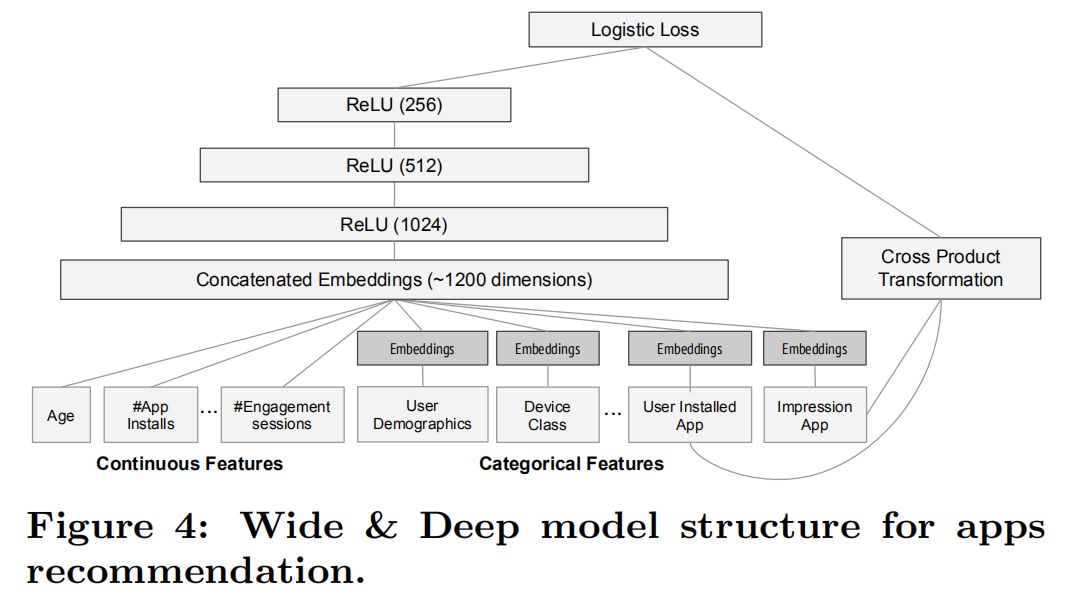 Logistic Loss
ReLU (256)
ReLU (512)
ReLU (1024)
Concatenated Embeddings (~1200 dimensions)
Cross Product
Transformation
Embeddings
Embeddings
Embeddings
Embeddings
Age
#App
Installs
...
#Engagement
sessions
User
Demographics
Device
Class
...
User Installed
App
Impression
App
Continuous Features
Categorical Features
Figure 4: Wide & Deep model structure for apps
recommendation.